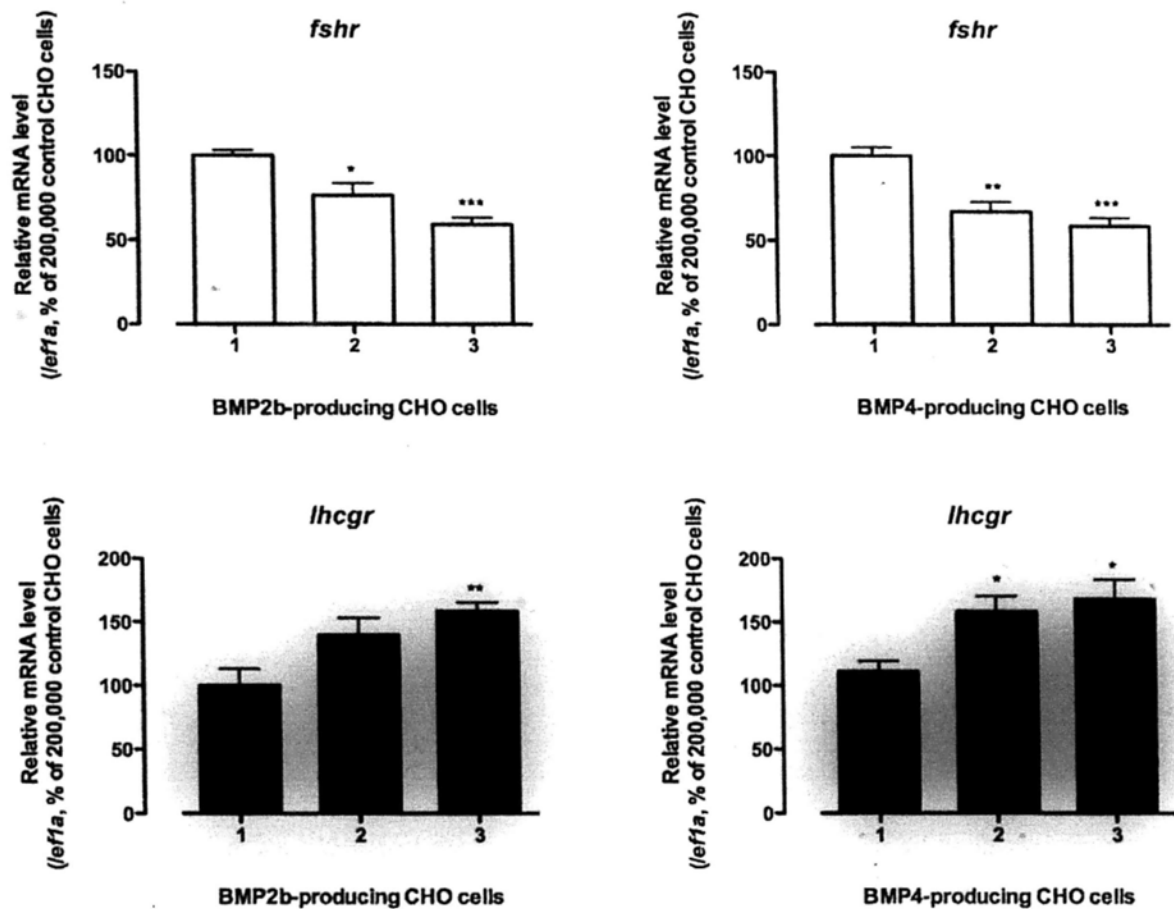 fshr
Relative mRNA level
(/ef1a, % of 200,000 control CHO cells)
150
100
50
0
*
***
1 2 3
BMP2b-producing CHO cells
fshr
Relative mRNA level
(/ef1a, % of 200,000 control CHO cells)
150
100
50
0
**
***
1 2 3
BMP4-producing CHO cells
lhcgr
Relative mRNA level
(/ef1a, % of 200,000 control CHO cells)
200
150
100
50
0
**
1 2 3
BMP2b-producing CHO cells
lhcgr
Relative mRNA level
(/ef1a, % of 200,000 control CHO cells)
200
150
100
50
0
*
*
1 2 3
BMP4-producing CHO cells